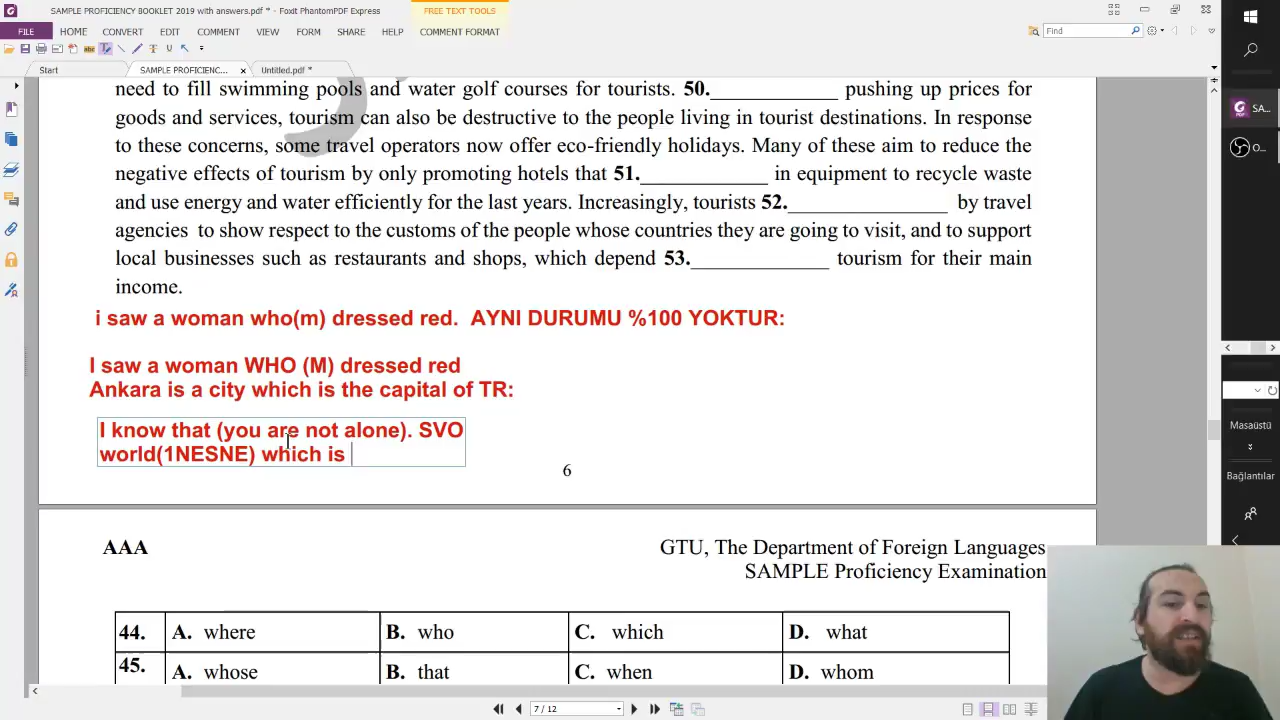 SAMPLE PROFICIENCY BOOKLET 2019 with answers.pdf * - Foxit PhantomPDF Express
FREE TEXT TOOLS
FILE HOME CONVERT EDIT COMMENT VIEW FORM SHARE HELP COMMENT FORMAT
Find
Start SAMPLE PROFICIENC... Untitled.pdf *
need to fill swimming pools and water golf courses for tourists. 50.____________ pushing up prices for
goods and services, tourism can also be destructive to the people living in tourist destinations. In response
to these concerns, some travel operators now offer eco-friendly holidays. Many of these aim to reduce the
negative effects of tourism by only promoting hotels that 51.____________ in equipment to recycle waste
and use energy and water efficiently for the last years. Increasingly, tourists 52._______________ by travel
agencies to show respect to the customs of the people whose countries they are going to visit, and to support
local businesses such as restaurants and shops, which depend 53._____________ tourism for their main
income.
i saw a woman who(m) dressed red. AYNI DURUMU %100 YOKTUR:
I saw a woman WHO (M) dressed red
Ankara is a city which is the capital of TR:
I know that (you are not alone). SVO
world(1NESNE) which is
6
AAA
GTU, The Department of Foreign Languages
SAMPLE Proficiency Examination
44. A. where B. who C. which D. what
45. A. whose B. that C. when D. whom
7 / 12
SA...
O...
Masaüstü
Bağlantılar